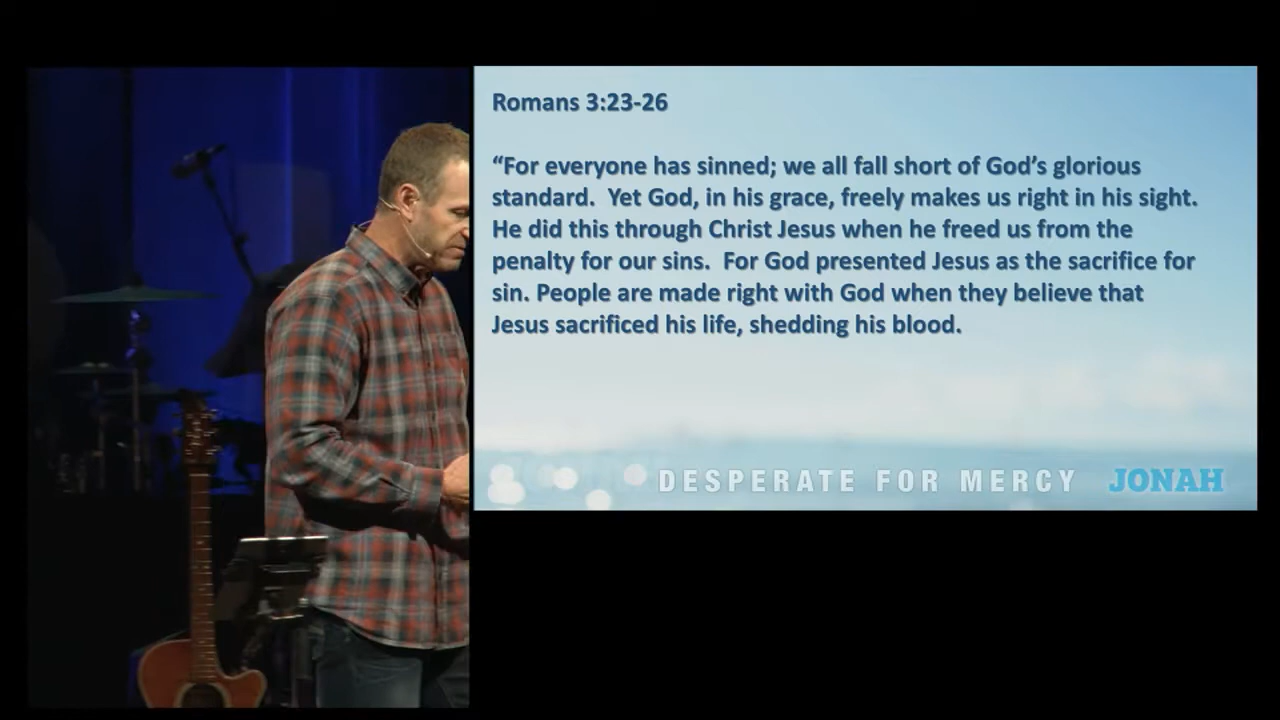 Romans 3:23-26
“For everyone has sinned; we all fall short of God’s glorious
standard.  Yet God, in his grace, freely makes us right in his sight.
He did this through Christ Jesus when he freed us from the
penalty for our sins.  For God presented Jesus as the sacrifice for
sin. People are made right with God when they believe that
Jesus sacrificed his life, shedding his blood.
DESPERATE FOR MERCY JONAH